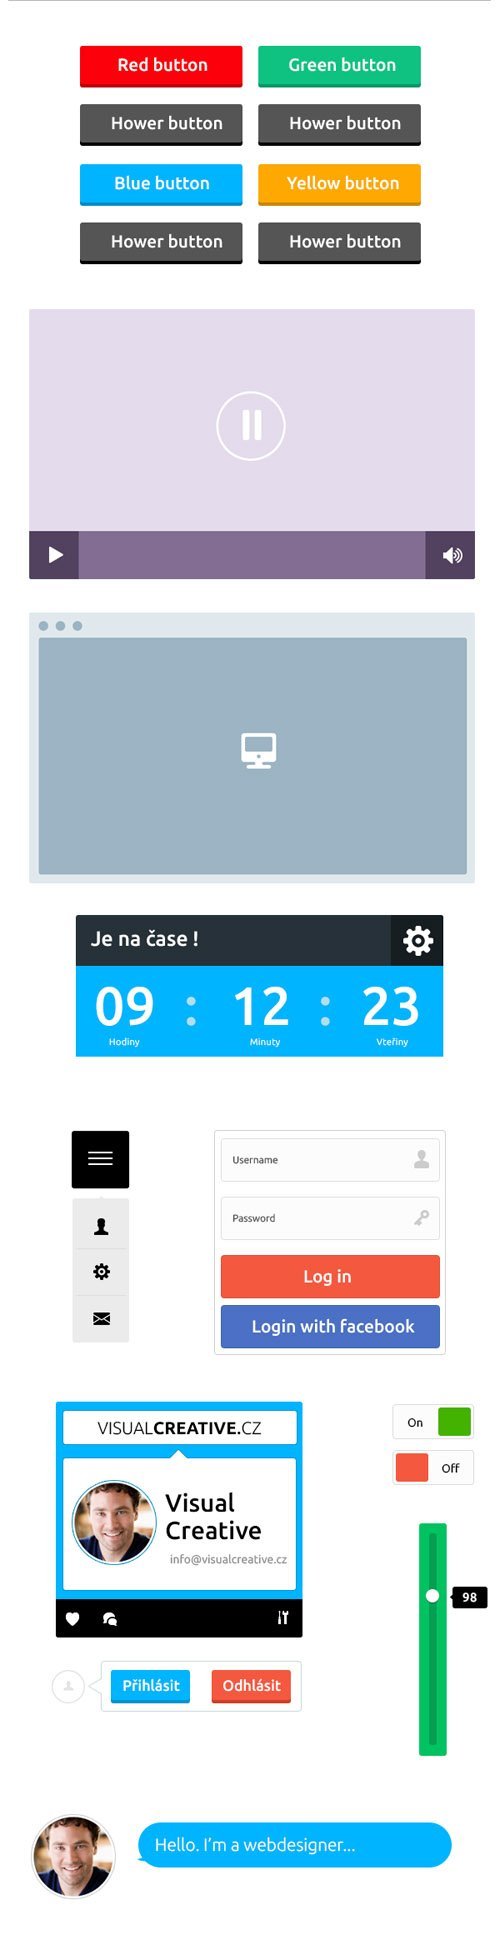 Red button
Green button
Hower button
Hower button
Blue button
Yellow button
Hower button
Hower button
Je na čase !
09 : 12 : 23
Hodiny
Minuty
Vteřiny
Username
Password
Log in
Login with facebook
VISUALCREATIVE.CZ
On
Off
Visual
Creative
info@visualcreative.cz
98
Přihlásit
Odhlásit
Hello. I'm a webdesigner...